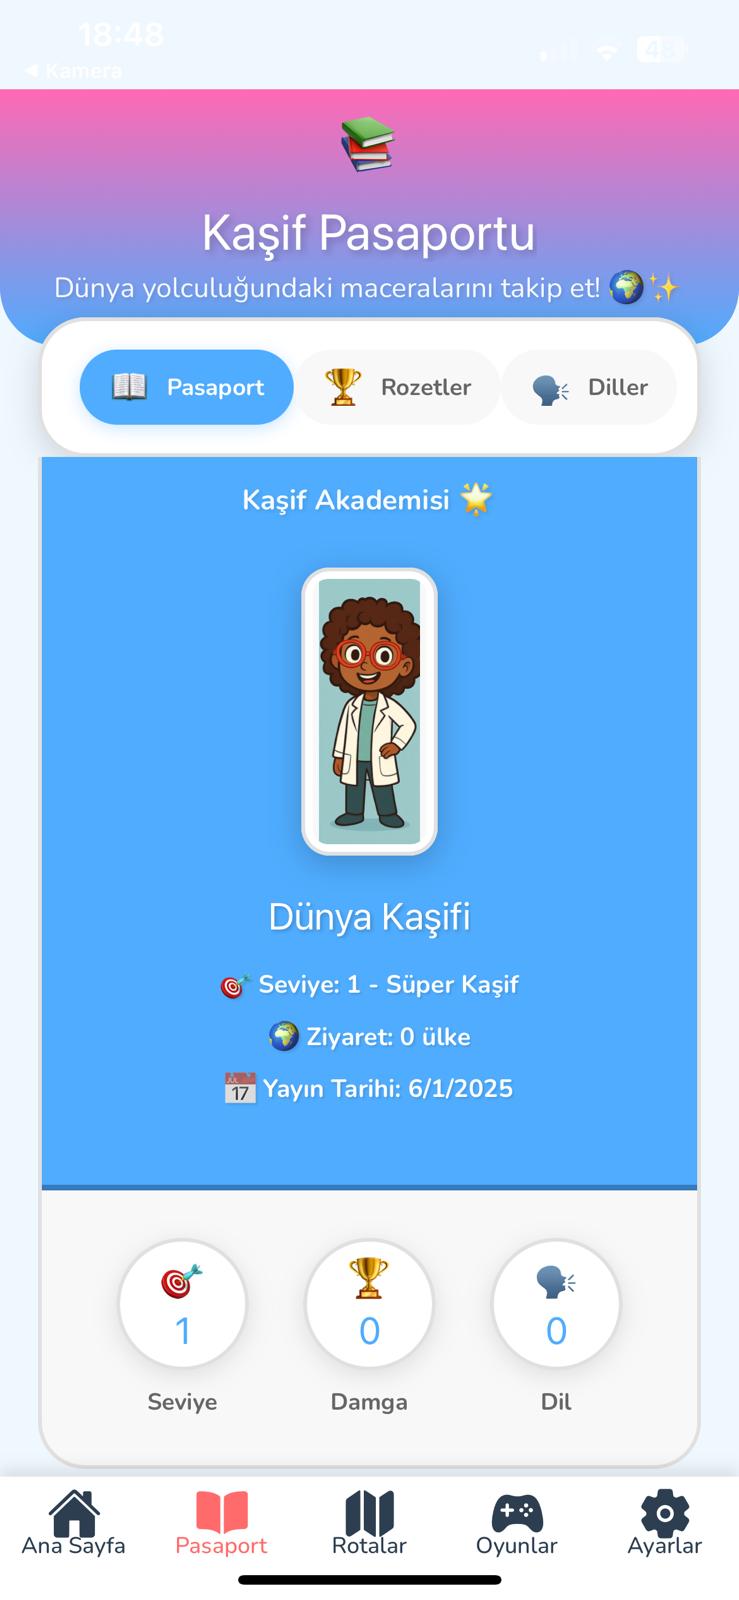 18:48
48
◀ Kamera
Kaşif Pasaportu
Dünya yolculuğundaki maceralarını takip et! 🌍✨
Pasaport
Rozetler
Diller
Kaşif Akademisi 🌟
Dünya Kaşifi
🎯 Seviye: 1 - Süper Kaşif
🌍 Ziyaret: 0 ülke
📅 Yayın Tarihi: 6/1/2025
1
0
0
Seviye
Damga
Dil
Ana Sayfa
Pasaport
Rotalar
Oyunlar
Ayarlar